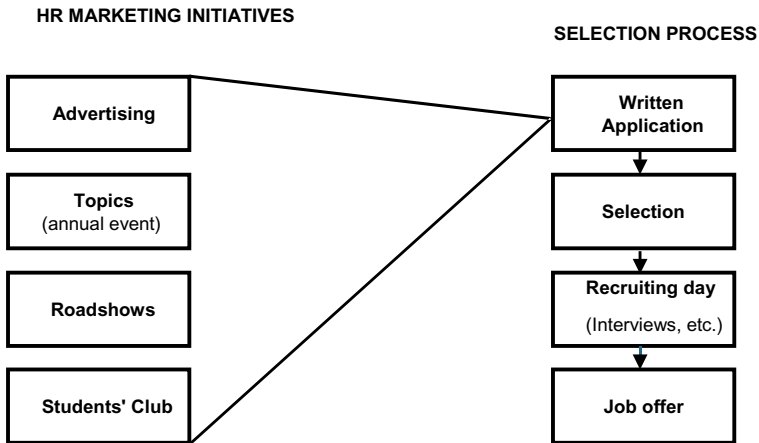 HR MARKETING INITIATIVES
SELECTION PROCESS
Advertising
Topics
(annual event)
Roadshows
Students' Club
Written
Application
Selection
Recruiting day
(Interviews, etc.)
Job offer